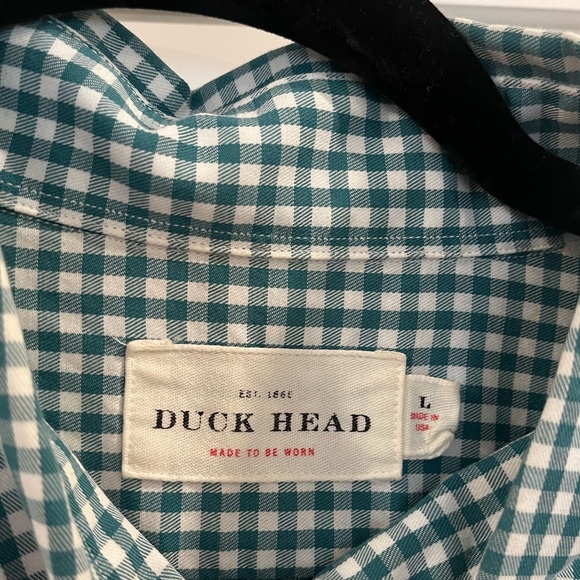 EST. 1865
DUCK HEAD
MADE TO BE WORN
L
MADE IN
USA